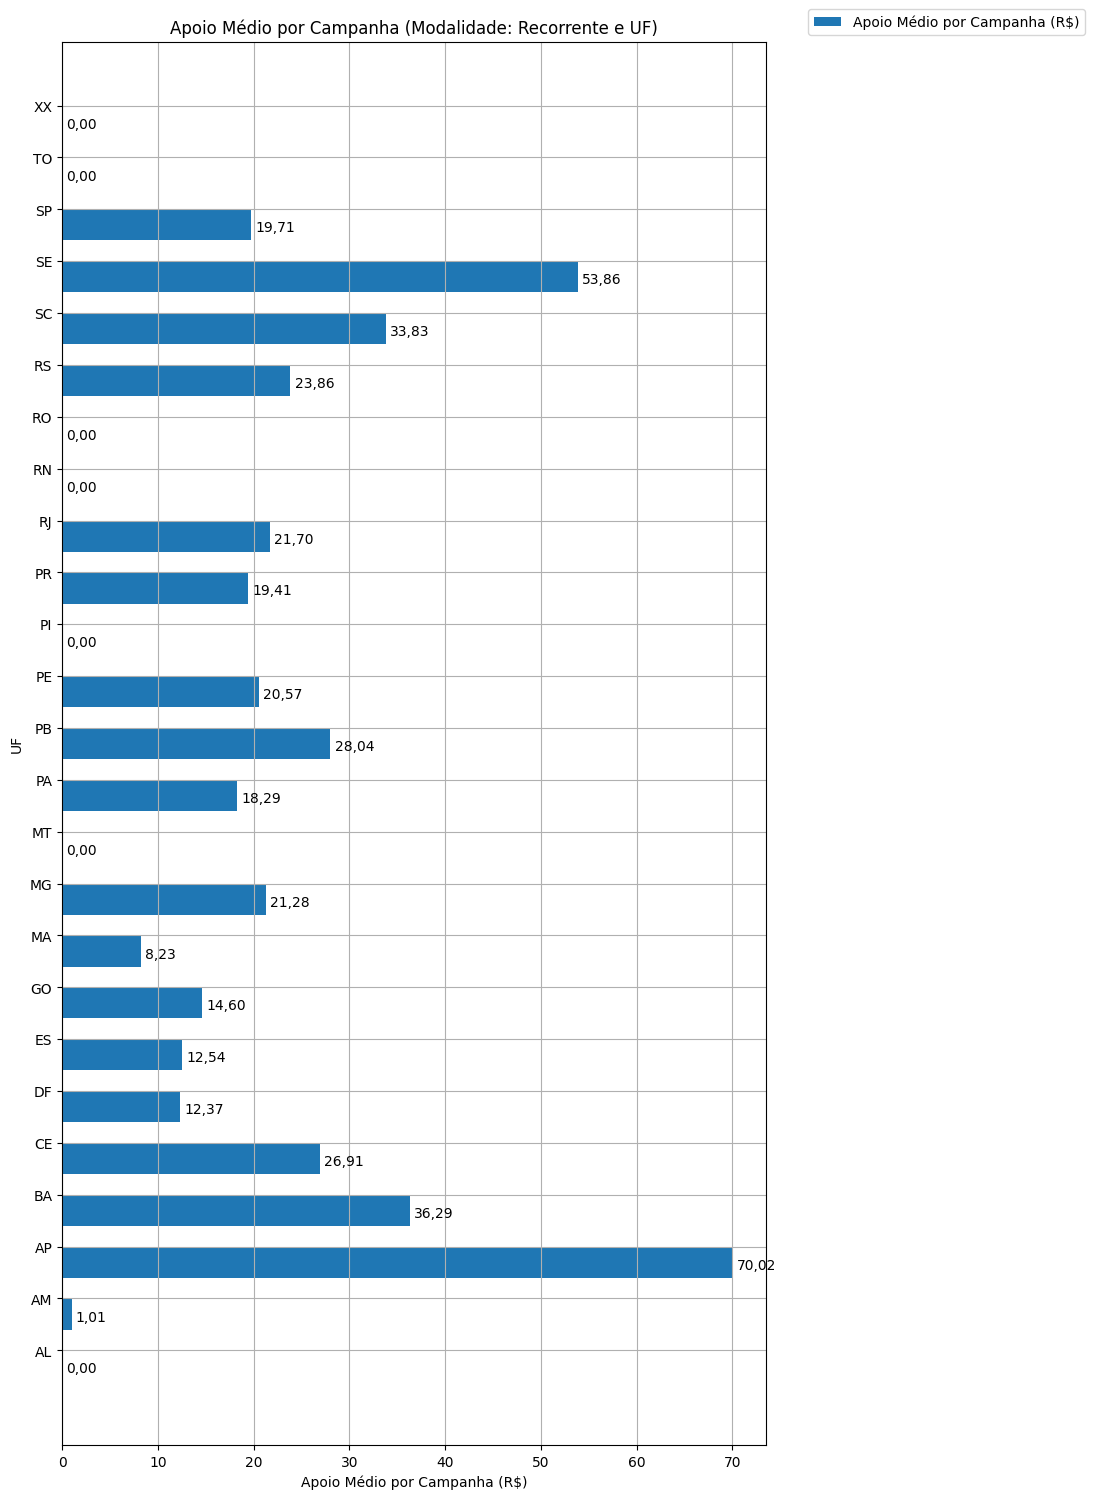 Apoio Médio por Campanha (Modalidade: Recorrente e UF)
Apoio Médio por Campanha (R$)
XX
0,00
TO
0,00
SP
19,71
SE
53,86
SC
33,83
RS
23,86
RO
0,00
RN
0,00
RJ
21,70
PR
19,41
PI
0,00
PE
20,57
PB
28,04
UF
PA
18,29
MT
0,00
MG
21,28
MA
8,23
GO
14,60
ES
12,54
DF
12,37
CE
26,91
BA
36,29
AP
70,02
AM
1,01
AL
0,00
0 10 20 30 40 50 60 70
Apoio Médio por Campanha (R$)